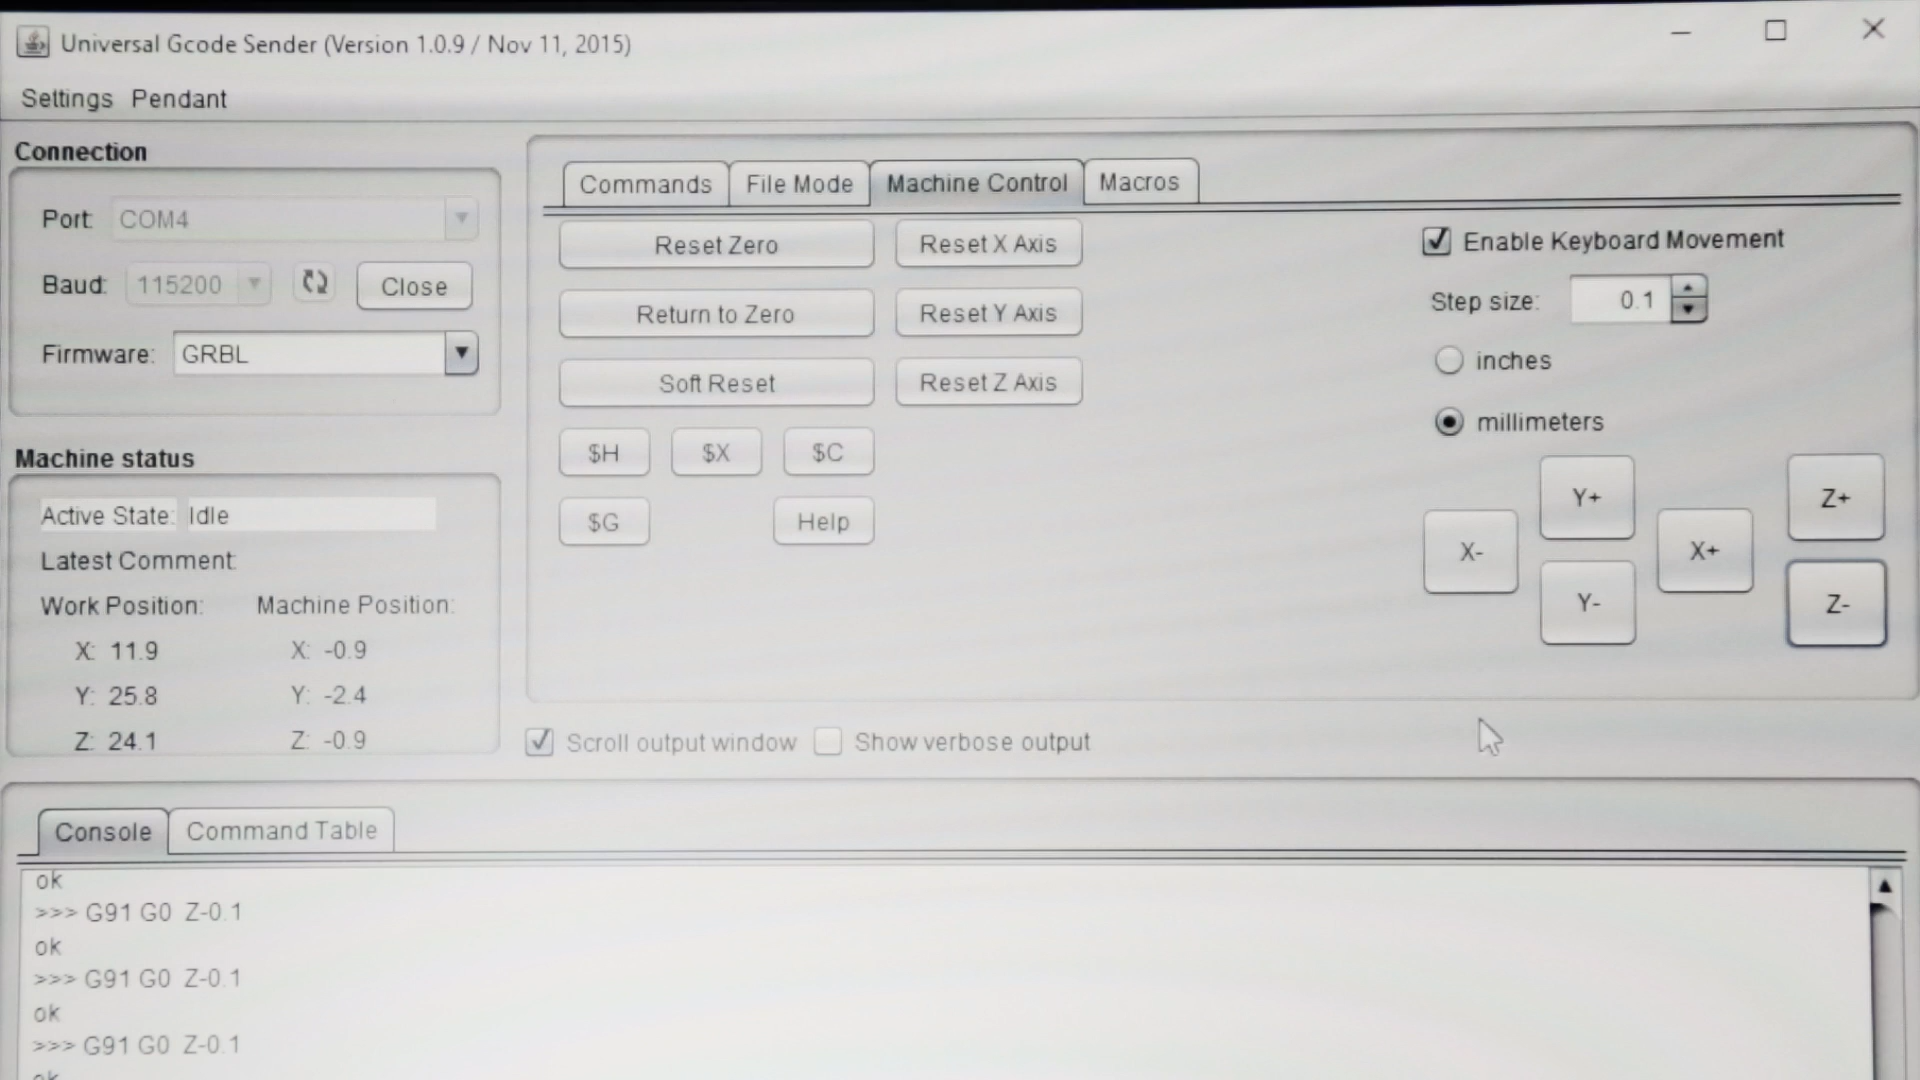 Universal Gcode Sender (Version 1.0.9 / Nov 11, 2015)
Settings Pendant
Connection
Port: COM4
Baud: 115200 Close
Firmware: GRBL
Machine status
Active State: Idle
Latest Comment:
Work Position: Machine Position:
X: 11.9 X: -0.9
Y: 25.8 Y: -2.4
Z: 24.1 Z: -0.9
Commands File Mode Machine Control Macros
Reset Zero Reset X Axis
Return to Zero Reset Y Axis
Soft Reset Reset Z Axis
$H $X $C
$G Help
Enable Keyboard Movement
Step size: 0.1
inches
millimeters
Y+ Z+
X- X+
Y- Z-
Scroll output window Show verbose output
Console Command Table
ok
>>> G91 G0 Z-0.1
ok
>>> G91 G0 Z-0.1
ok
>>> G91 G0 Z-0.1
ok